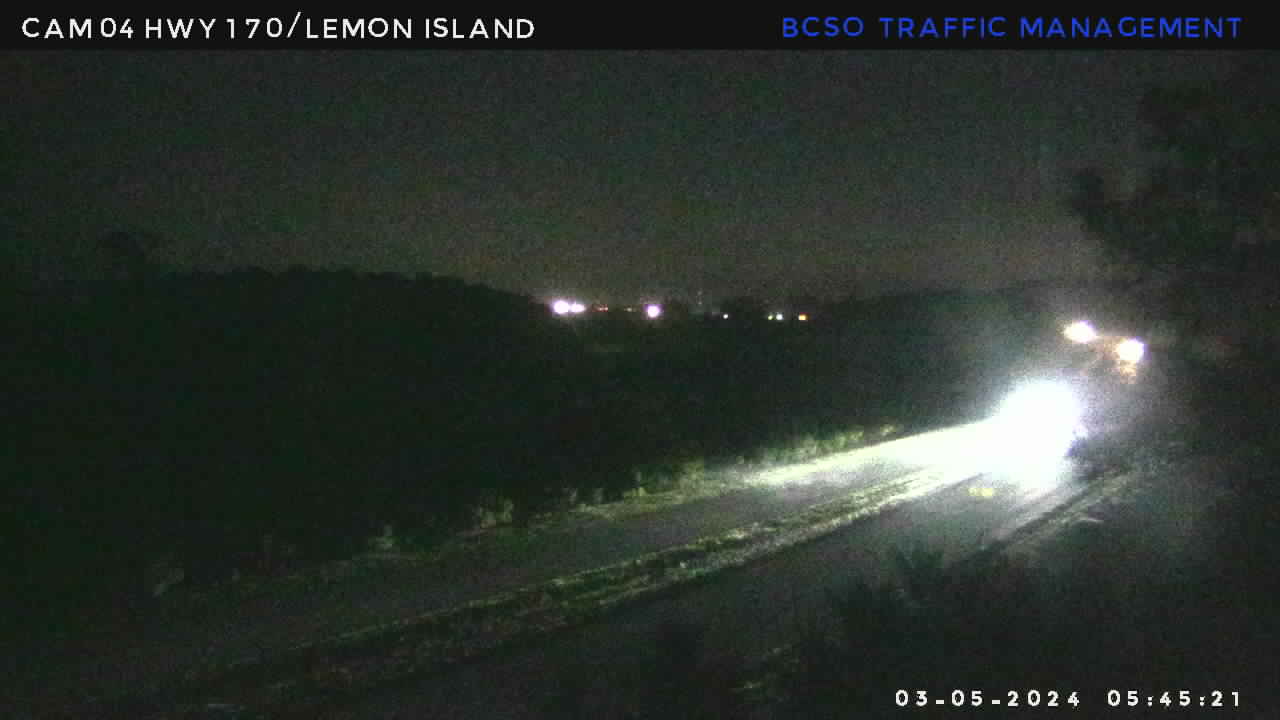 CAM04 HWY 170/LEMON ISLAND
BCSO TRAFFIC MANAGEMENT
03-05-2024 05:45:21